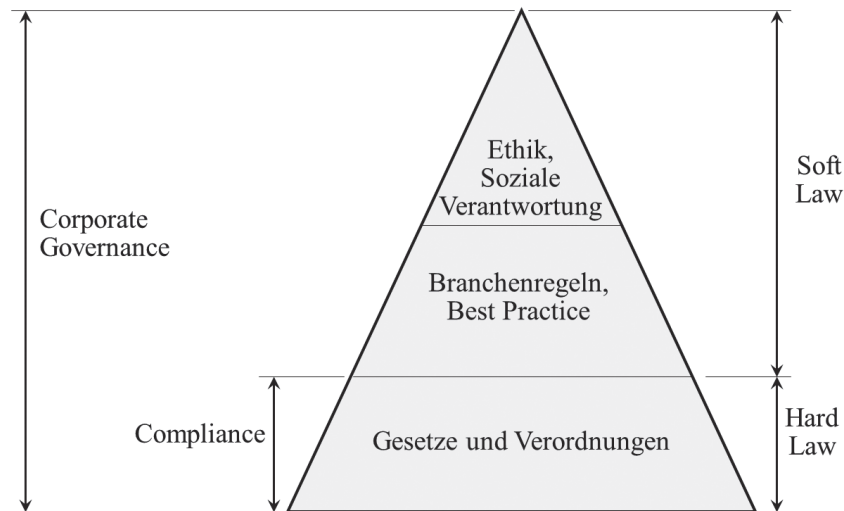 Ethik,
Soziale
Verantwortung
Soft
Law
Corporate
Governance
Branchenregeln,
Best Practice
Compliance
Gesetze und Verordnungen
Hard
Law